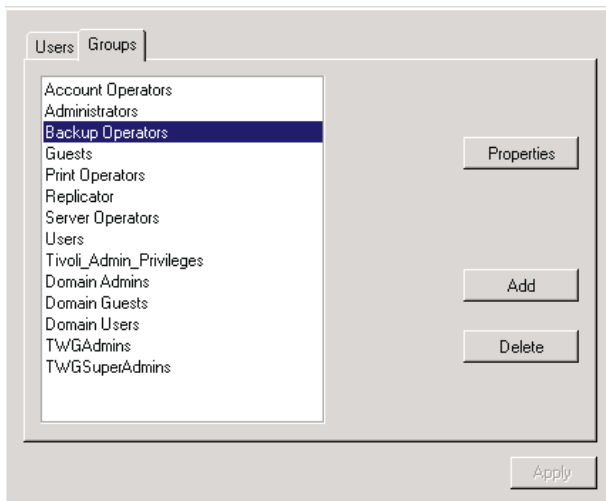 Users Groups
Account Operators
Administrators
Backup Operators
Guests
Print Operators
Replicator
Server Operators
Users
Tivoli_Admin_Privileges
Domain Admins
Domain Guests
Domain Users
TWGAdmins
TWGSuperAdmins
Properties
Add
Delete
Apply